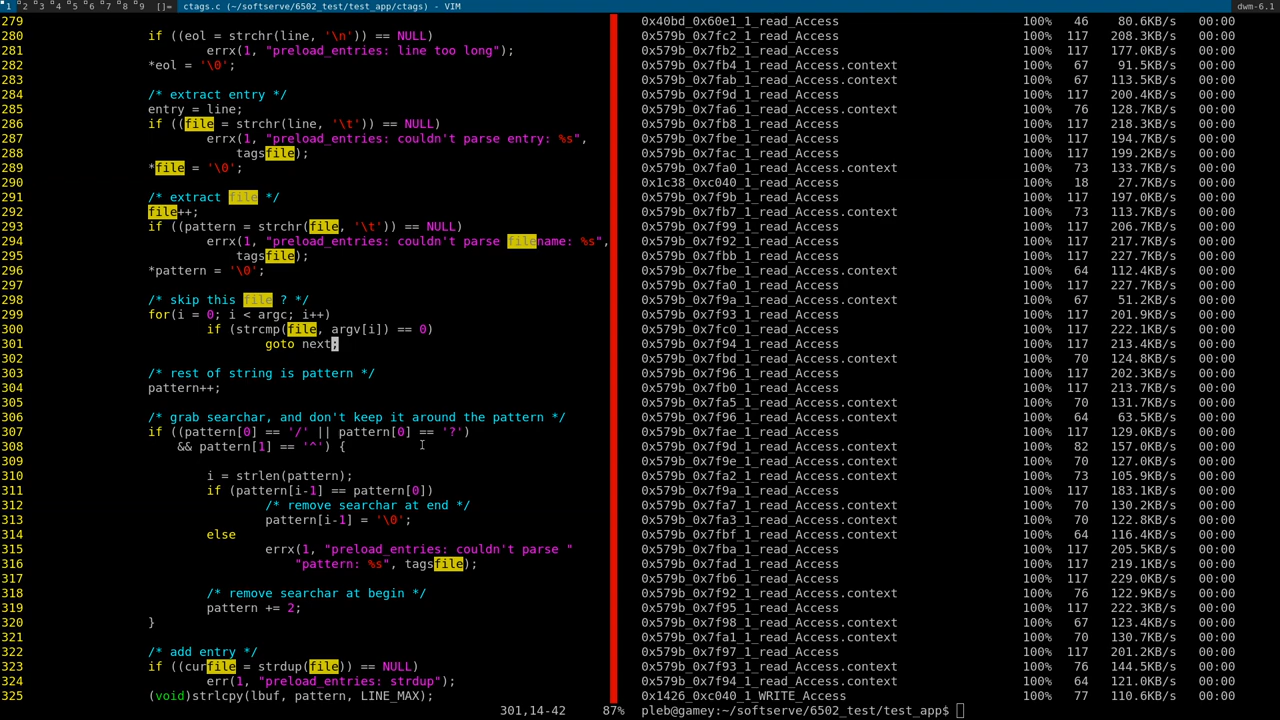 1 2 3 4 5 6 7 8 9 []= ctags.c (~/softserve/6502_test/test_app/ctags) - VIM dwm-6.1
279
280 if ((eol = strchr(line, '\n')) == NULL)
281 errx(1, "preload_entries: line too long");
282 *eol = '\0';
283
284 /* extract entry */
285 entry = line;
286 if ((file = strchr(line, '\t')) == NULL)
287 errx(1, "preload_entries: couldn't parse entry: %s",
288 tagsfile);
289 *file = '\0';
290
291 /* extract file */
292 file++;
293 if ((pattern = strchr(file, '\t')) == NULL)
294 errx(1, "preload_entries: couldn't parse filename: %s",
295 tagsfile);
296 *pattern = '\0';
297
298 /* skip this file ? */
299 for(i = 0; i < argc; i++)
300 if (strcmp(file, argv[i]) == 0)
301 goto next;
302
303 /* rest of string is pattern */
304 pattern++;
305
306 /* grab searchar, and don't keep it around the pattern */
307 if ((pattern[0] == '/' || pattern[0] == '?')
308 && pattern[1] == '^') {
309
310 i = strlen(pattern);
311 if (pattern[i-1] == pattern[0])
312 /* remove searchar at end */
313 pattern[i-1] = '\0';
314 else
315 errx(1, "preload_entries: couldn't parse "
316 "pattern: %s", tagsfile);
317
318 /* remove searchar at begin */
319 pattern += 2;
320 }
321
322 /* add entry */
323 if ((curfile = strdup(file)) == NULL)
324 err(1, "preload_entries: strdup");
325 (void)strlcpy(lbuf, pattern, LINE_MAX);
301,14-42 87%
0x40bd_0x60e1_1_read_Access 100% 46 80.6KB/s 00:00
0x579b_0x7fc2_1_read_Access 100% 117 208.3KB/s 00:00
0x579b_0x7fb2_1_read_Access 100% 117 177.0KB/s 00:00
0x579b_0x7fb4_1_read_Access.context 100% 67 91.5KB/s 00:00
0x579b_0x7fab_1_read_Access.context 100% 67 113.5KB/s 00:00
0x579b_0x7f9d_1_read_Access 100% 117 200.4KB/s 00:00
0x579b_0x7fa6_1_read_Access.context 100% 76 128.7KB/s 00:00
0x579b_0x7fb8_1_read_Access 100% 117 218.3KB/s 00:00
0x579b_0x7fbe_1_read_Access 100% 117 194.7KB/s 00:00
0x579b_0x7fac_1_read_Access 100% 117 199.2KB/s 00:00
0x579b_0x7fa0_1_read_Access.context 100% 73 133.7KB/s 00:00
0x1c38_0xc040_1_read_Access 100% 18 27.7KB/s 00:00
0x579b_0x7f9b_1_read_Access 100% 117 197.0KB/s 00:00
0x579b_0x7fb7_1_read_Access.context 100% 73 113.7KB/s 00:00
0x579b_0x7f99_1_read_Access 100% 117 206.7KB/s 00:00
0x579b_0x7f92_1_read_Access 100% 117 217.7KB/s 00:00
0x579b_0x7fbb_1_read_Access 100% 117 227.7KB/s 00:00
0x579b_0x7fbe_1_read_Access.context 100% 64 112.4KB/s 00:00
0x579b_0x7fa0_1_read_Access 100% 117 227.7KB/s 00:00
0x579b_0x7f9a_1_read_Access.context 100% 67 51.2KB/s 00:00
0x579b_0x7f93_1_read_Access 100% 117 201.9KB/s 00:00
0x579b_0x7fc0_1_read_Access 100% 117 222.1KB/s 00:00
0x579b_0x7f94_1_read_Access 100% 117 213.4KB/s 00:00
0x579b_0x7fbd_1_read_Access.context 100% 70 124.8KB/s 00:00
0x579b_0x7f96_1_read_Access 100% 117 202.3KB/s 00:00
0x579b_0x7fb0_1_read_Access 100% 117 213.7KB/s 00:00
0x579b_0x7fa5_1_read_Access.context 100% 70 131.7KB/s 00:00
0x579b_0x7f96_1_read_Access.context 100% 64 63.5KB/s 00:00
0x579b_0x7fae_1_read_Access 100% 117 129.0KB/s 00:00
0x579b_0x7f9d_1_read_Access.context 100% 82 157.0KB/s 00:00
0x579b_0x7f9e_1_read_Access.context 100% 70 127.0KB/s 00:00
0x579b_0x7fa2_1_read_Access.context 100% 73 105.9KB/s 00:00
0x579b_0x7f9a_1_read_Access 100% 117 183.1KB/s 00:00
0x579b_0x7fa7_1_read_Access.context 100% 70 130.2KB/s 00:00
0x579b_0x7fa3_1_read_Access.context 100% 70 122.8KB/s 00:00
0x579b_0x7fbf_1_read_Access.context 100% 64 116.4KB/s 00:00
0x579b_0x7fba_1_read_Access 100% 117 205.5KB/s 00:00
0x579b_0x7fad_1_read_Access 100% 117 219.1KB/s 00:00
0x579b_0x7fb6_1_read_Access 100% 117 229.0KB/s 00:00
0x579b_0x7f92_1_read_Access.context 100% 76 122.9KB/s 00:00
0x579b_0x7f95_1_read_Access 100% 117 222.3KB/s 00:00
0x579b_0x7f98_1_read_Access.context 100% 67 123.4KB/s 00:00
0x579b_0x7fa1_1_read_Access.context 100% 70 130.7KB/s 00:00
0x579b_0x7f97_1_read_Access 100% 117 201.2KB/s 00:00
0x579b_0x7f93_1_read_Access.context 100% 76 144.5KB/s 00:00
0x579b_0x7f94_1_read_Access.context 100% 64 121.0KB/s 00:00
0x1426_0xc040_1_WRITE_Access 100% 77 110.6KB/s 00:00
pleb@gamey:~/softserve/6502_test/test_app$